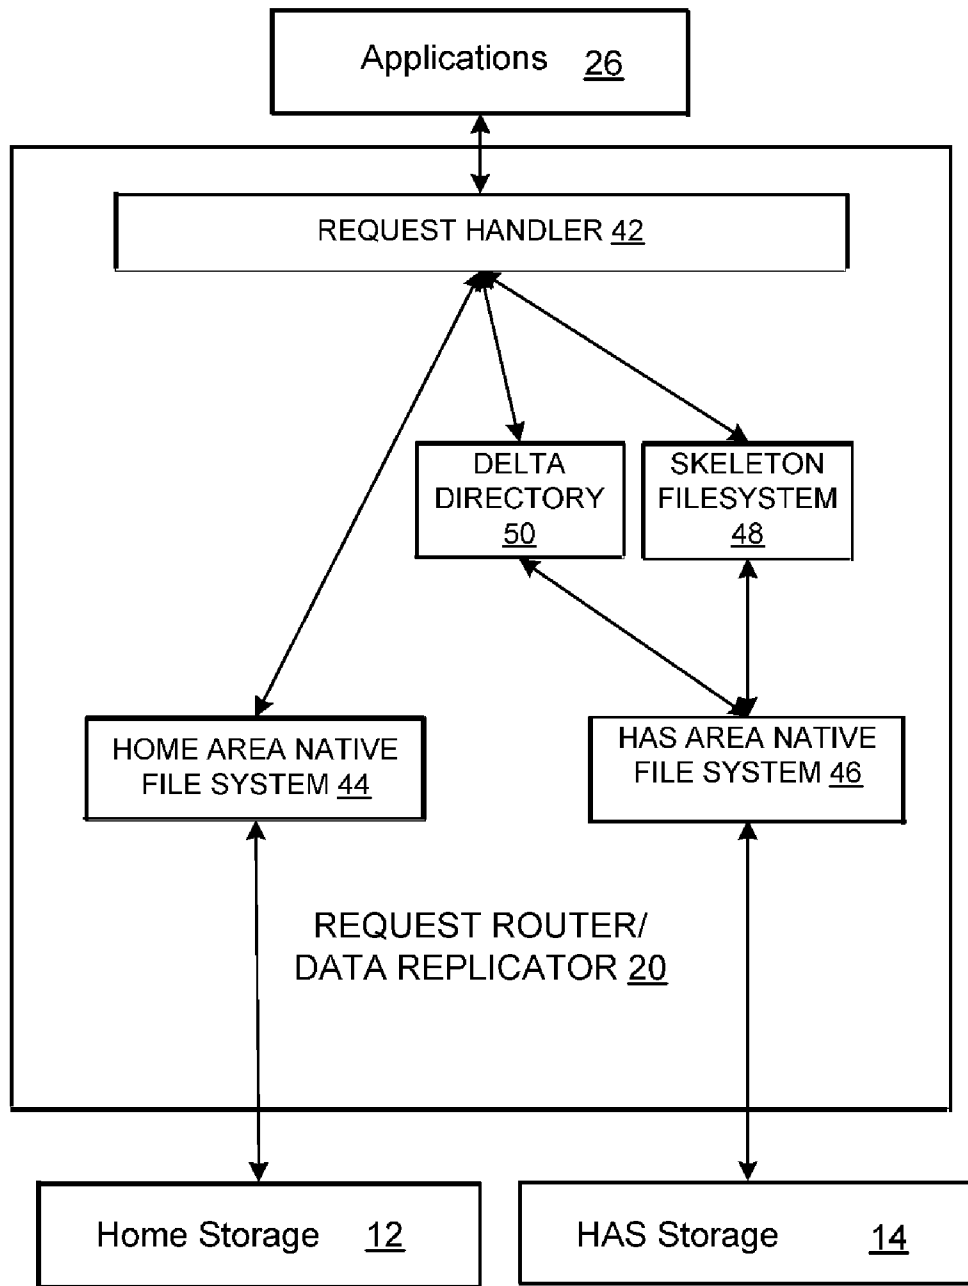 Applications 26
REQUEST HANDLER 42
DELTA
DIRECTORY
50
SKELETON
FILESYSTEM
48
HOME AREA NATIVE
FILE SYSTEM 44
HAS AREA NATIVE
FILE SYSTEM 46
REQUEST ROUTER/
DATA REPLICATOR 20
Home Storage 12
HAS Storage 14